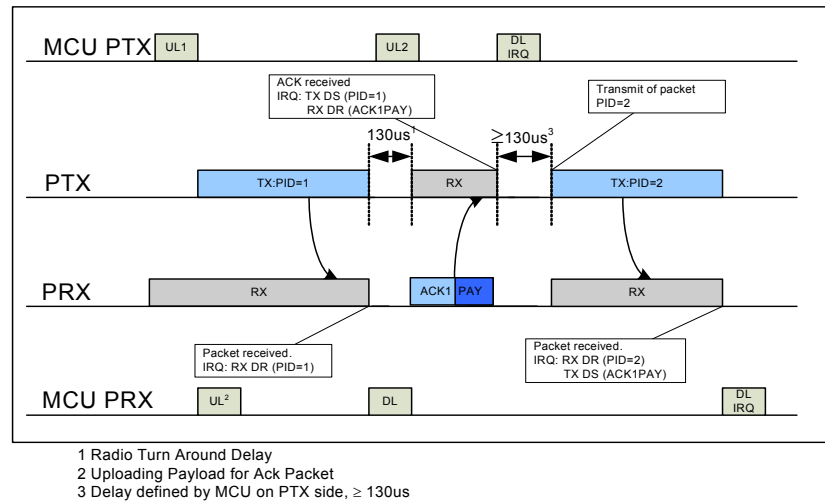 MCU PTX
UL1
UL2
DL
IRQ
ACK received
IRQ: TX DS (PID=1)
RX DR (ACK1PAY)
Transmit of packet
PID=2
130us1
≥130us3
PTX
TX:PID=1
RX
TX:PID=2
PRX
RX
ACK1
PAY
RX
Packet received.
IRQ: RX DR (PID=1)
Packet received.
IRQ: RX DR (PID=2)
TX DS (ACK1PAY)
MCU PRX
UL2
DL
DL
IRQ
1 Radio Turn Around Delay
2 Uploading Payload for Ack Packet
3 Delay defined by MCU on PTX side, ≥ 130us